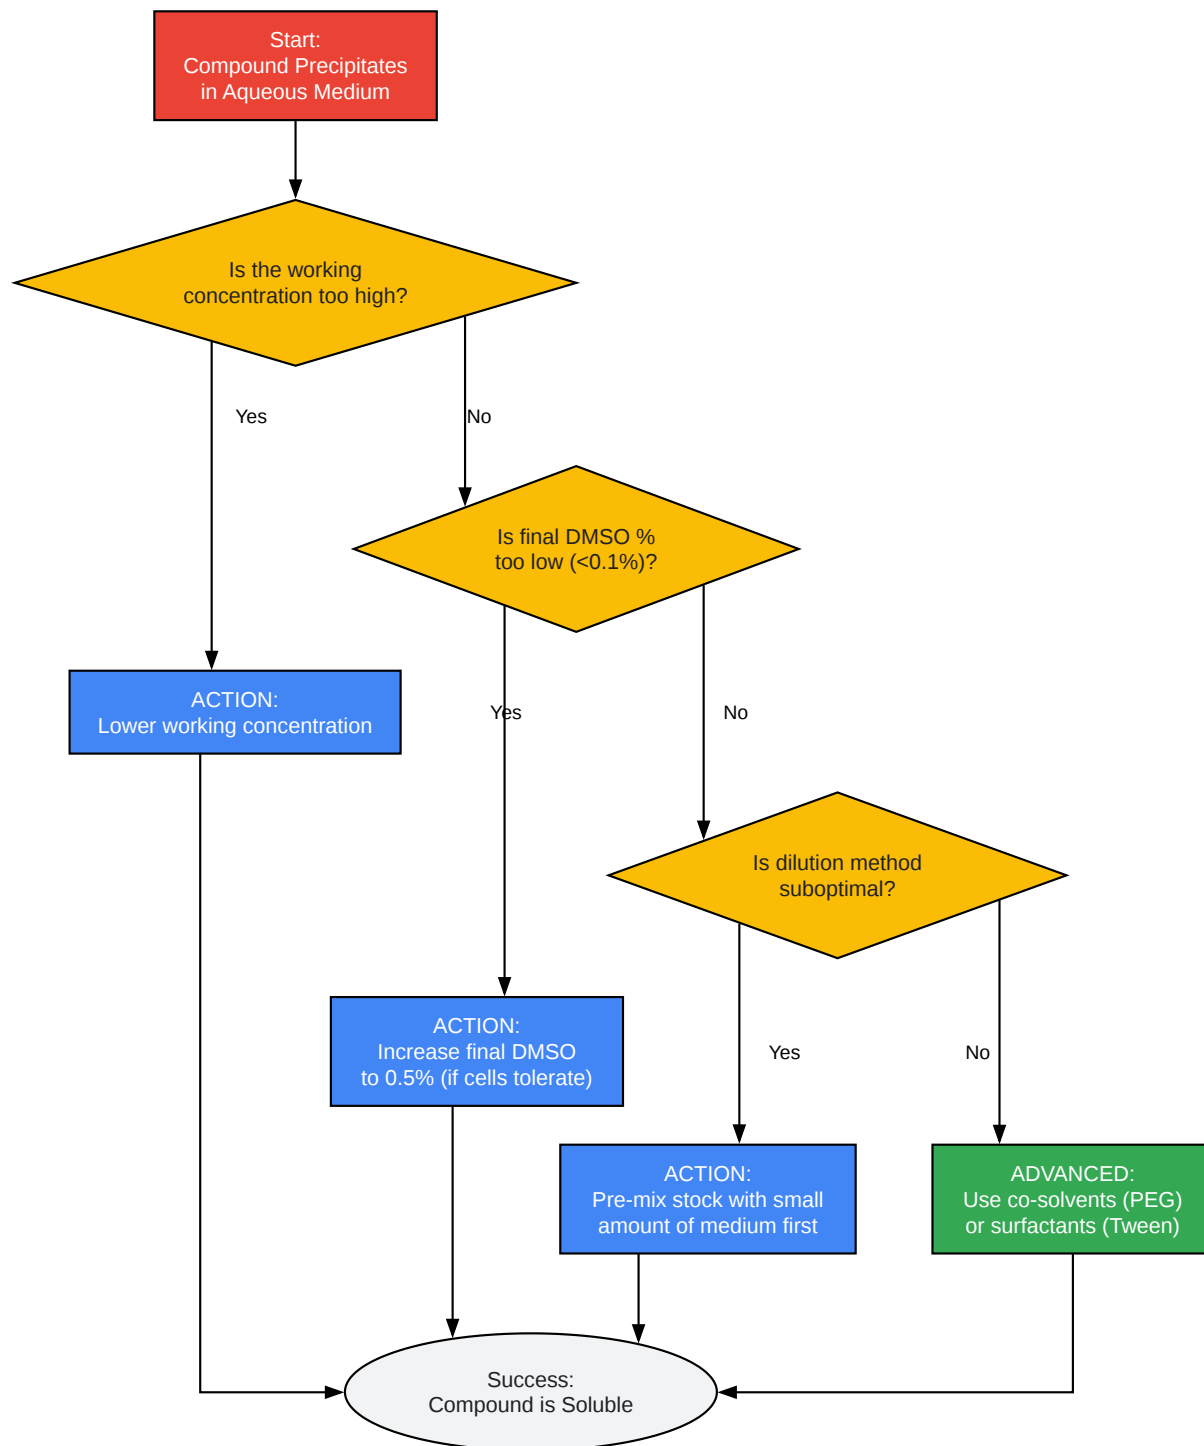 Start:
Compound Precipitates
in Aqueous Medium
Is the working
concentration too high?
Yes
No
Is final DMSO %
too low (<0.1%)?
ACTION:
Lower working concentration
Yes
No
Is dilution method
suboptimal?
ACTION:
Increase final DMSO
to 0.5% (if cells tolerate)
Yes
No
ACTION:
Pre-mix stock with small
amount of medium first
ADVANCED:
Use co-solvents (PEG)
or surfactants (Tween)
Success:
Compound is Soluble